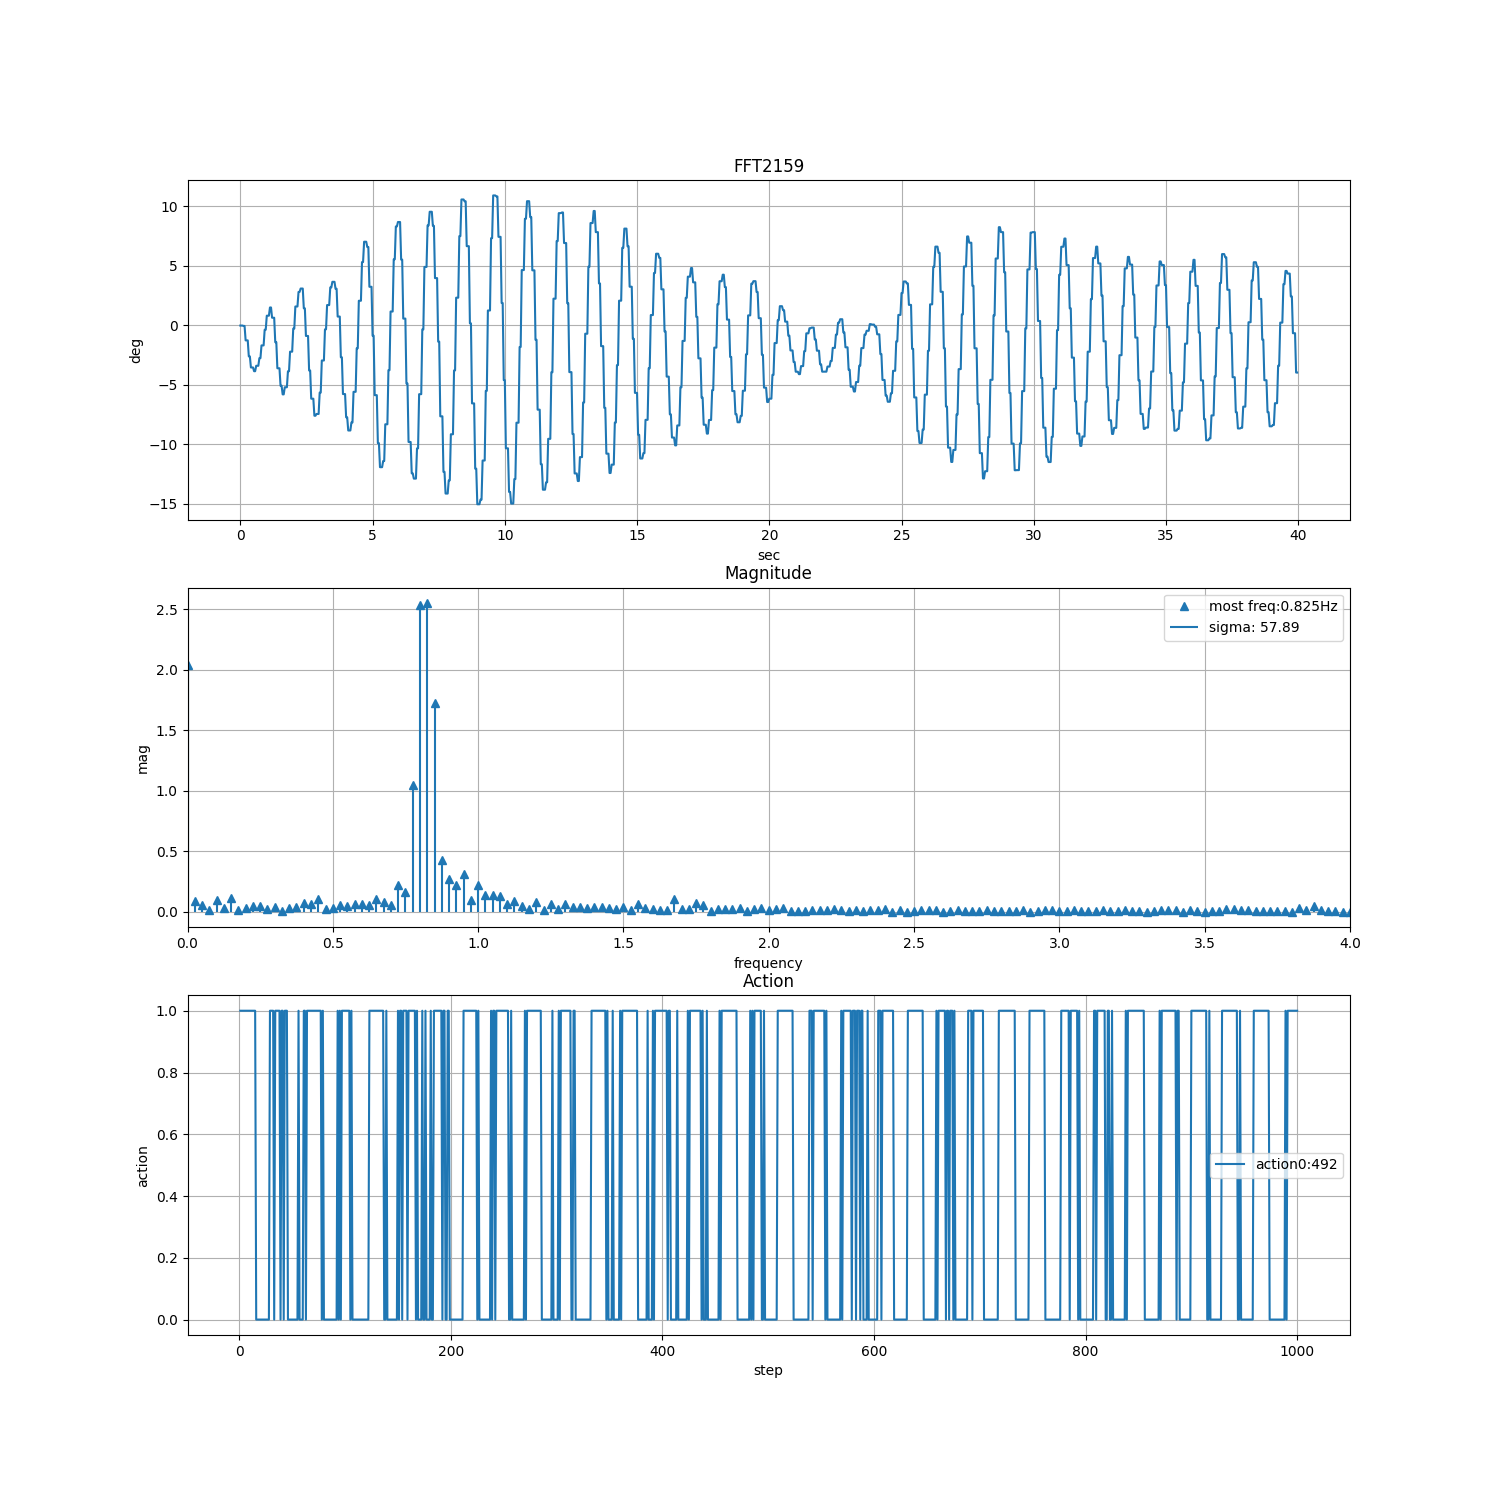 FFT2159
10
5
0
−5
−10
−15
deg
0 5 10 15 20 25 30 35 40
sec
Magnitude
2.5
2.0
1.5
1.0
0.5
0.0
mag
most freq:0.825Hz
sigma: 57.89
0.0 0.5 1.0 1.5 2.0 2.5 3.0 3.5 4.0
frequency
Action
1.0
0.8
0.6
0.4
0.2
0.0
action
action0:492
0 200 400 600 800 1000
step